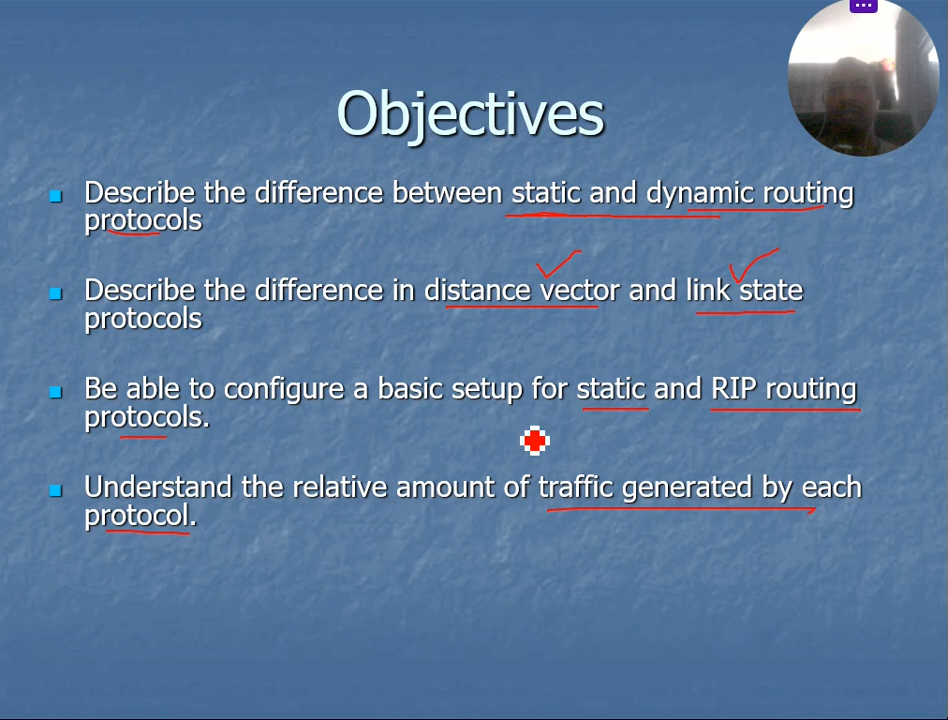 Objectives
Describe the difference between static and dynamic routing
protocols
Describe the difference in distance vector and link state
protocols
Be able to configure a basic setup for static and RIP routing
protocols.
Understand the relative amount of traffic generated by each
protocol.